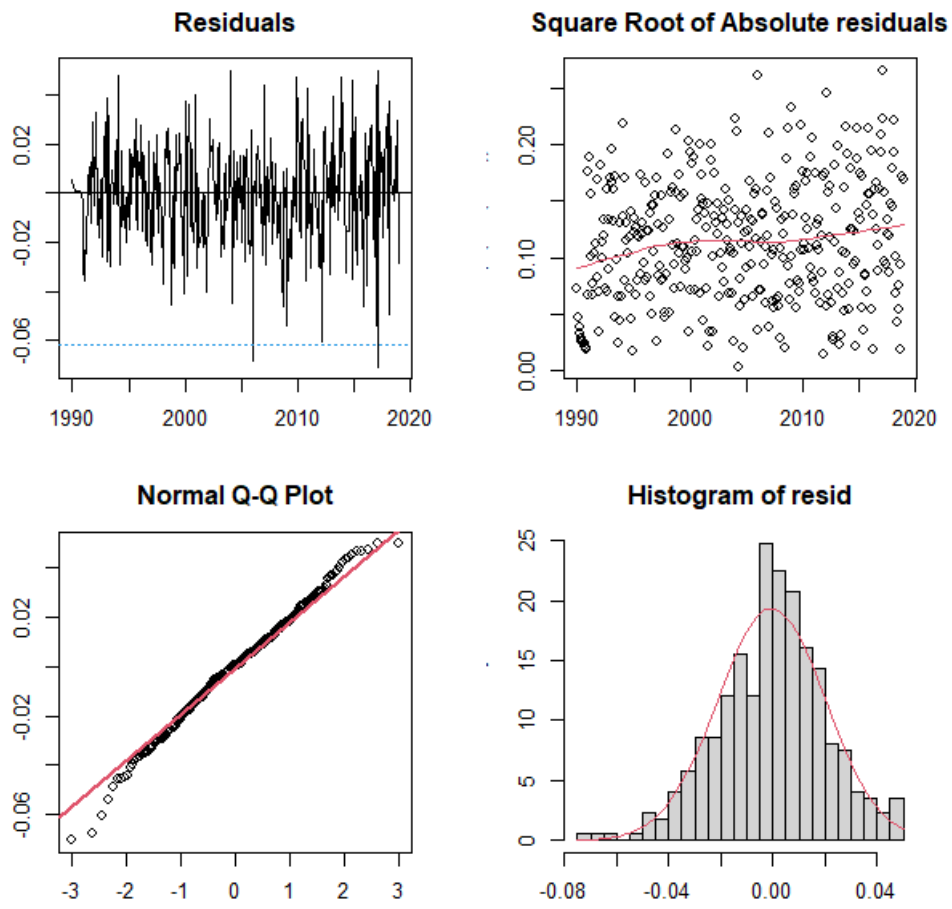 Residuals
0.02
-0.02
-0.06
1990 2000 2010 2020
Square Root of Absolute residuals
0.20
0.10
0.00
1990 2000 2010 2020
Normal Q-Q Plot
0.02
-0.02
-0.06
-3 -2 -1 0 1 2 3
Histogram of resid
25
20
15
10
5
0
-0.08 -0.04 0.00 0.04